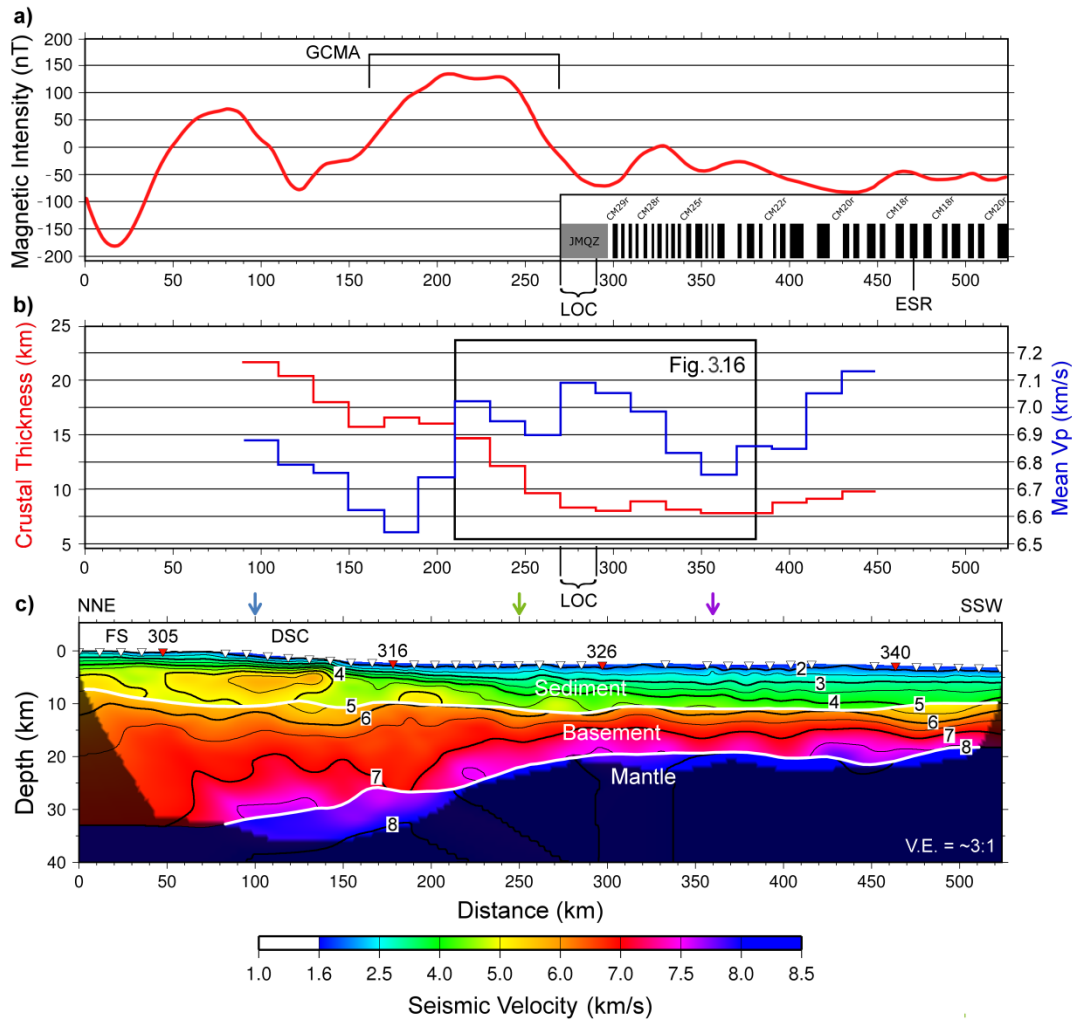 a)
Magnetic Intensity (nT)
200
150
100
50
0
-50
-100
-150
-200
GCMA
CM29r CM28r CM25r CM22r CM20r CM18r CM18r CM20r
JMQZ
0 50 100 150 200 250 300 350 400 450 500
LOC
ESR
b)
Crustal Thickness (km)
25
20
15
10
5
Fig. 3.16
7.2
7.1
7.0
6.9
6.8
6.7
6.6
6.5
Mean Vp (km/s)
0 50 100 150 200 250 300 350 400 450 500
LOC
c)
NNE
SSW
FS 305 DSC 316 326 340
Depth (km)
0
10
20
30
40
4 5 6 7 8
2 3 4 5 6 7 8
Sediment
Basement
Mantle
V.E. = ~3:1
0 50 100 150 200 250 300 350 400 450 500
Distance (km)
1.0 1.6 2.5 4.0 5.0 6.0 7.0 7.5 8.0 8.5
Seismic Velocity (km/s)